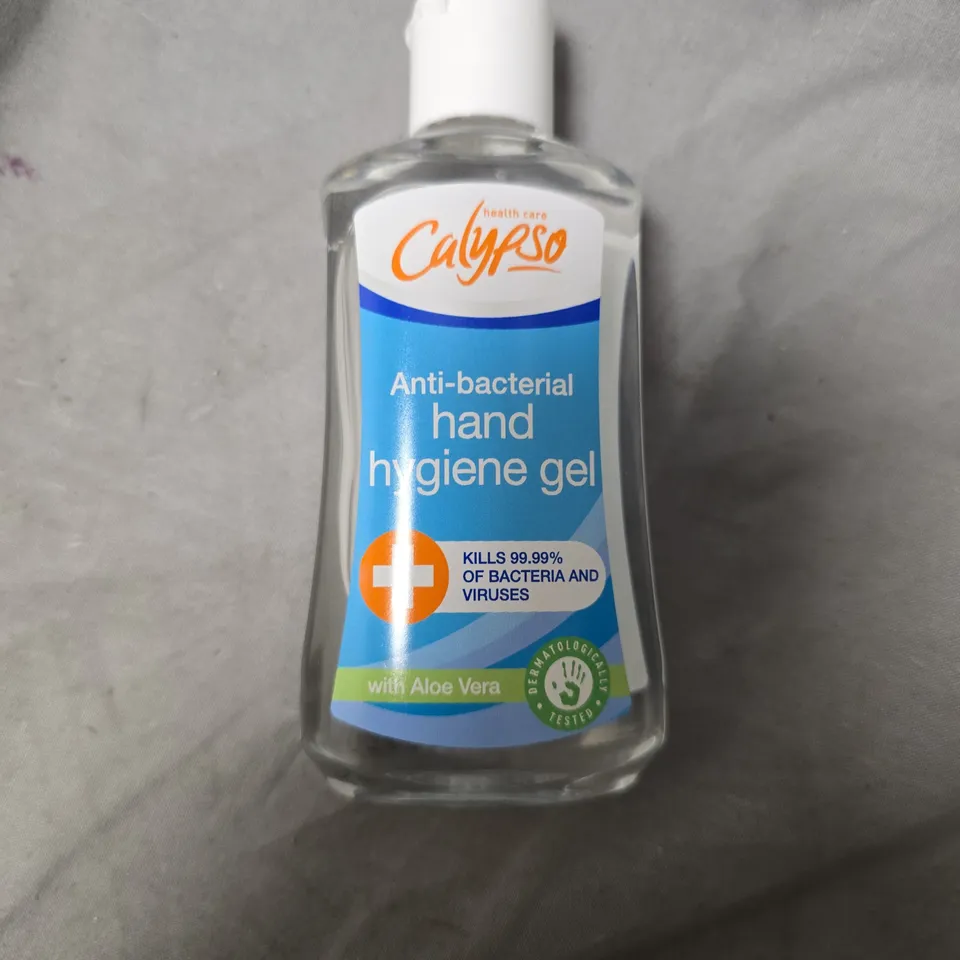 health care
Calypso
Anti-bacterial
hand
hygiene gel
KILLS 99.99%
OF BACTERIA AND
VIRUSES
with Aloe Vera
DERMATOLOGICALLY
• TESTED •